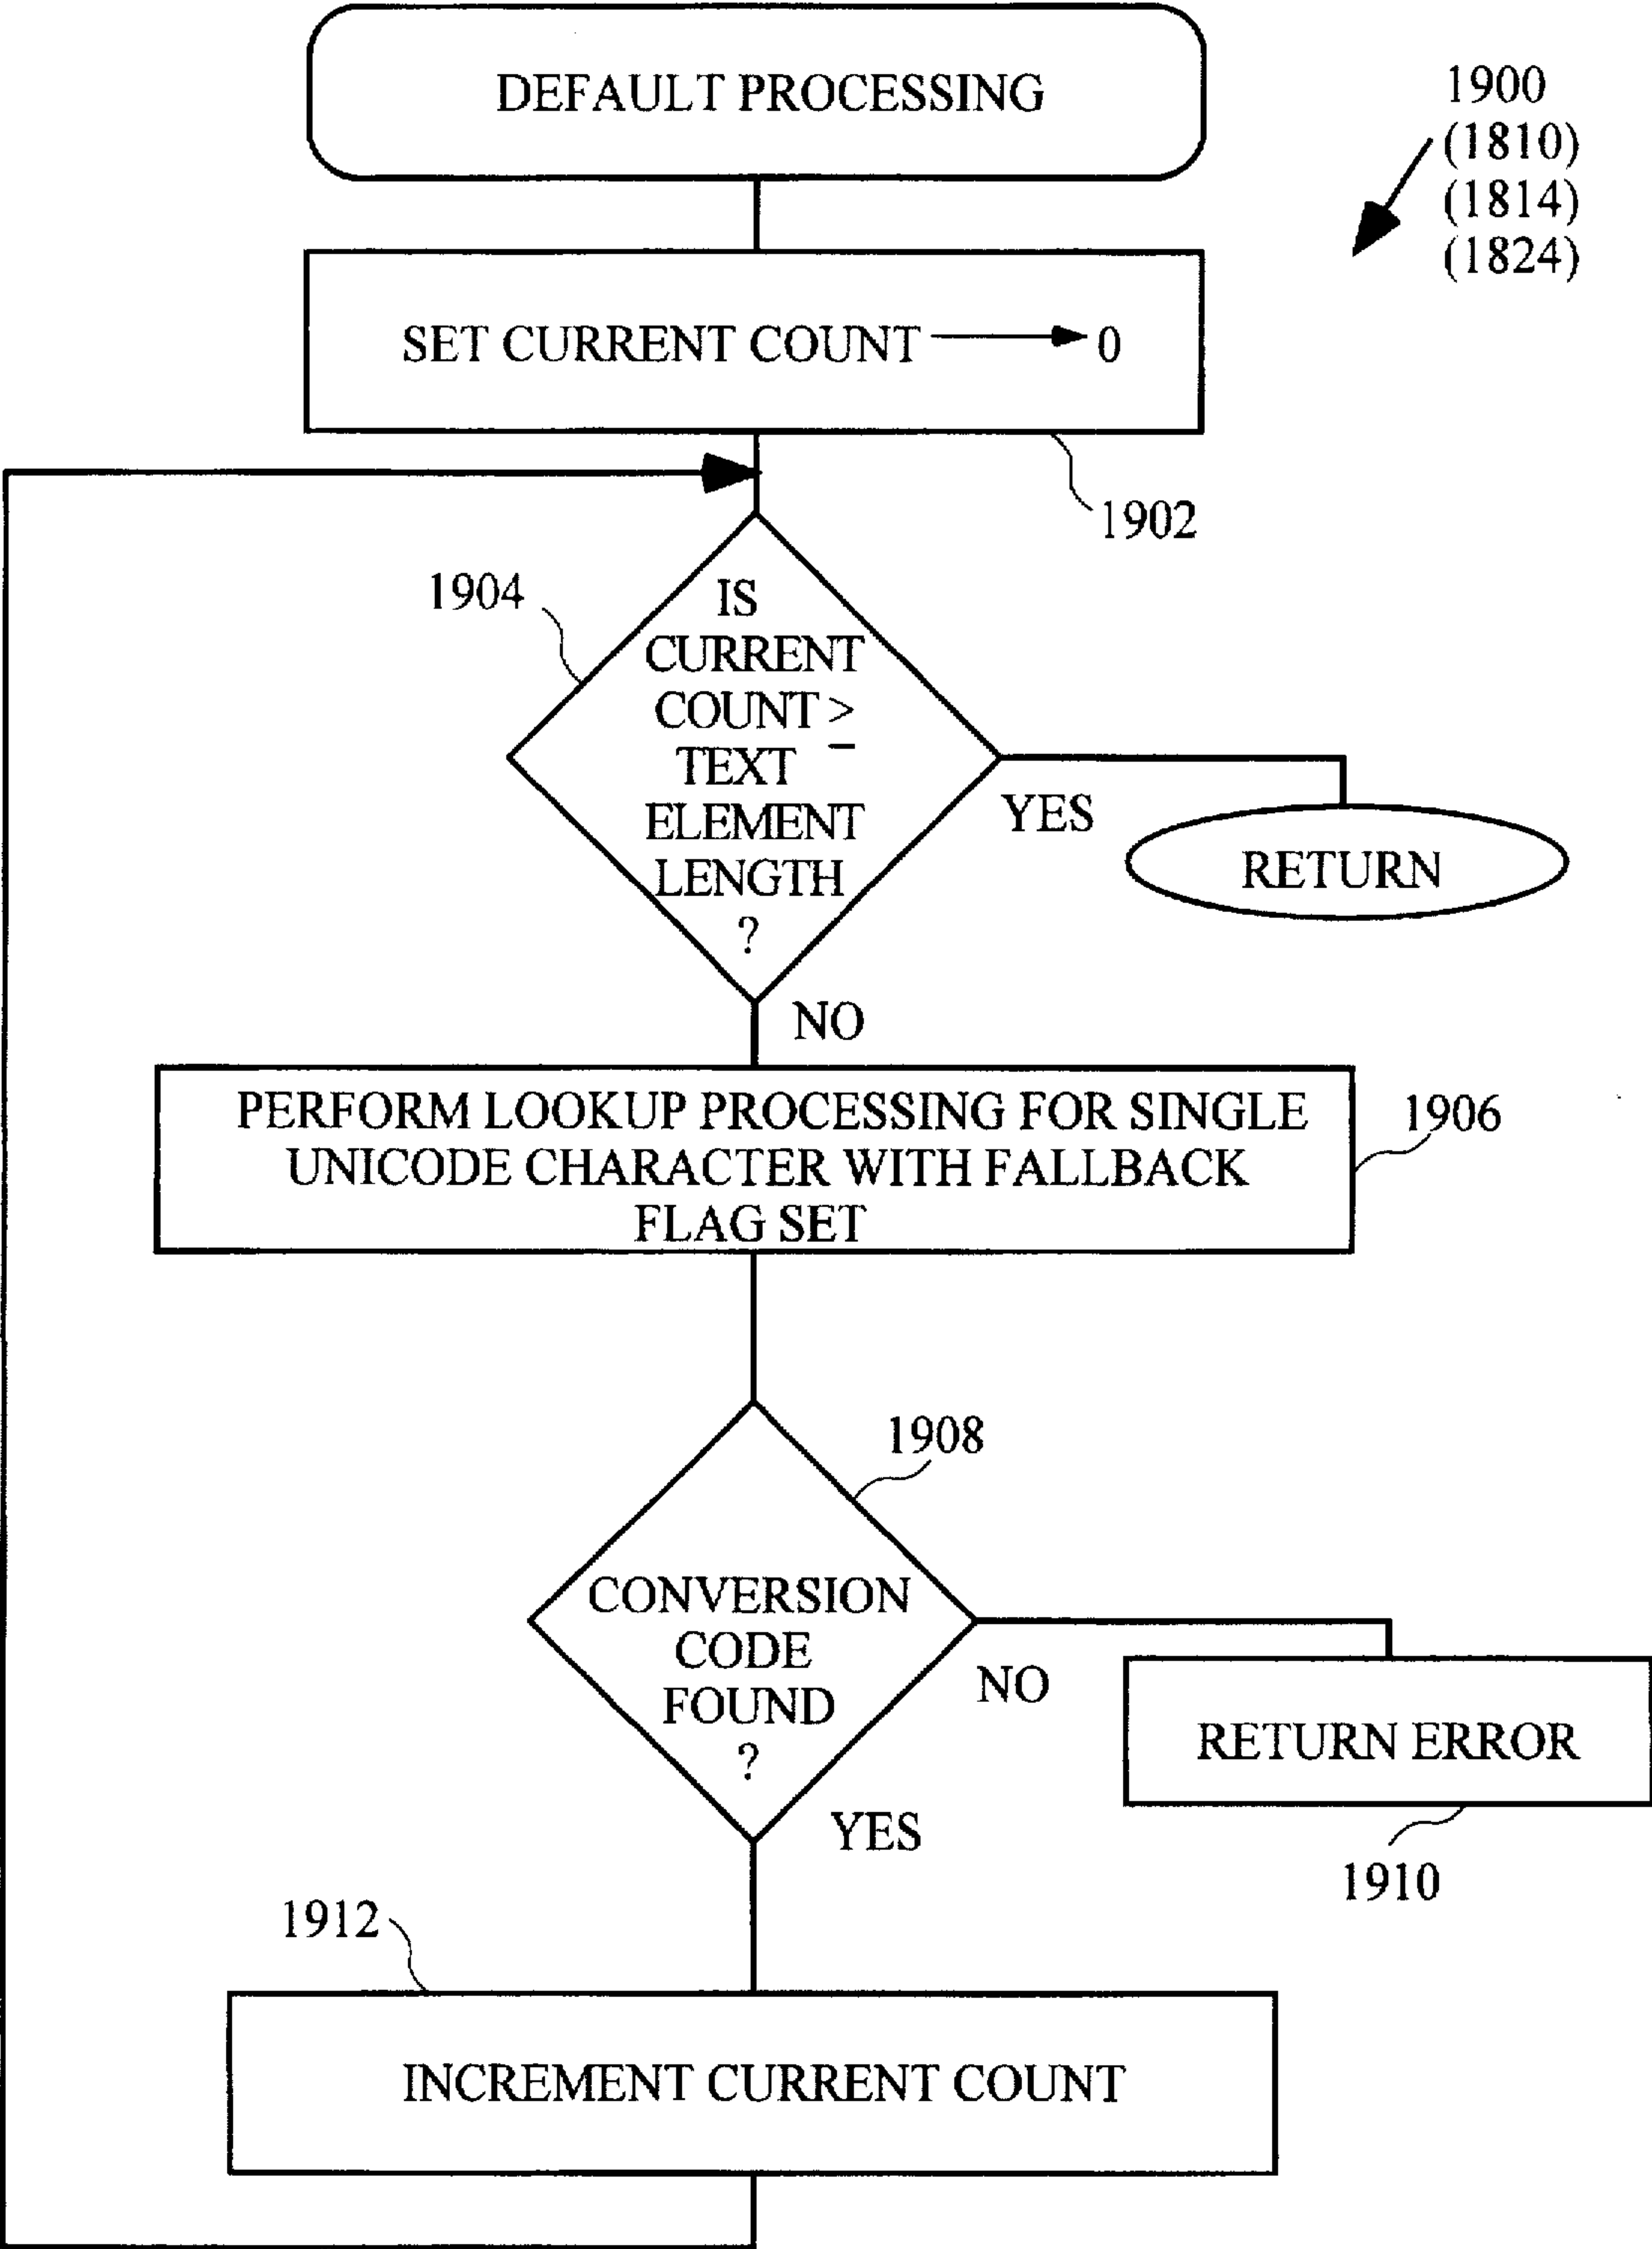 DEFAULT PROCESSING
1900
(1810)
(1814)
(1824)
SET CURRENT COUNT → 0
1902
1904
IS
CURRENT
COUNT ≥
TEXT
ELEMENT
LENGTH
?
YES
RETURN
NO
PERFORM LOOKUP PROCESSING FOR SINGLE
UNICODE CHARACTER WITH FALLBACK
FLAG SET
1906
1908
CONVERSION
CODE
FOUND
?
NO
RETURN ERROR
1910
YES
1912
INCREMENT CURRENT COUNT